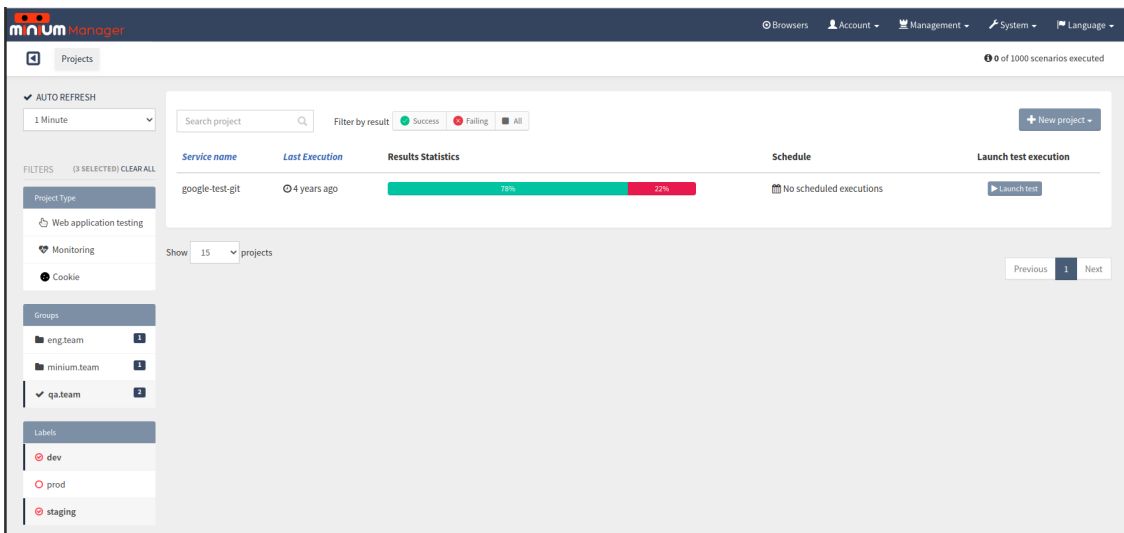 minium Manager
Browsers Account Management System Language
Projects
0 of 1000 scenarios executed
AUTO REFRESH
1 Minute
Search project
Filter by result Success Failing All
New project
FILTERS (3 SELECTED) CLEAR ALL
Service name Last Execution Results Statistics Schedule Launch test execution
google-test-git 4 years ago 78% 22% No scheduled executions Launch test
Project Type
Web application testing
Monitoring
Cookie
Show 15 projects
Previous 1 Next
Groups
eng.team 1
minium.team 1
qa.team 2
Labels
dev
prod
staging